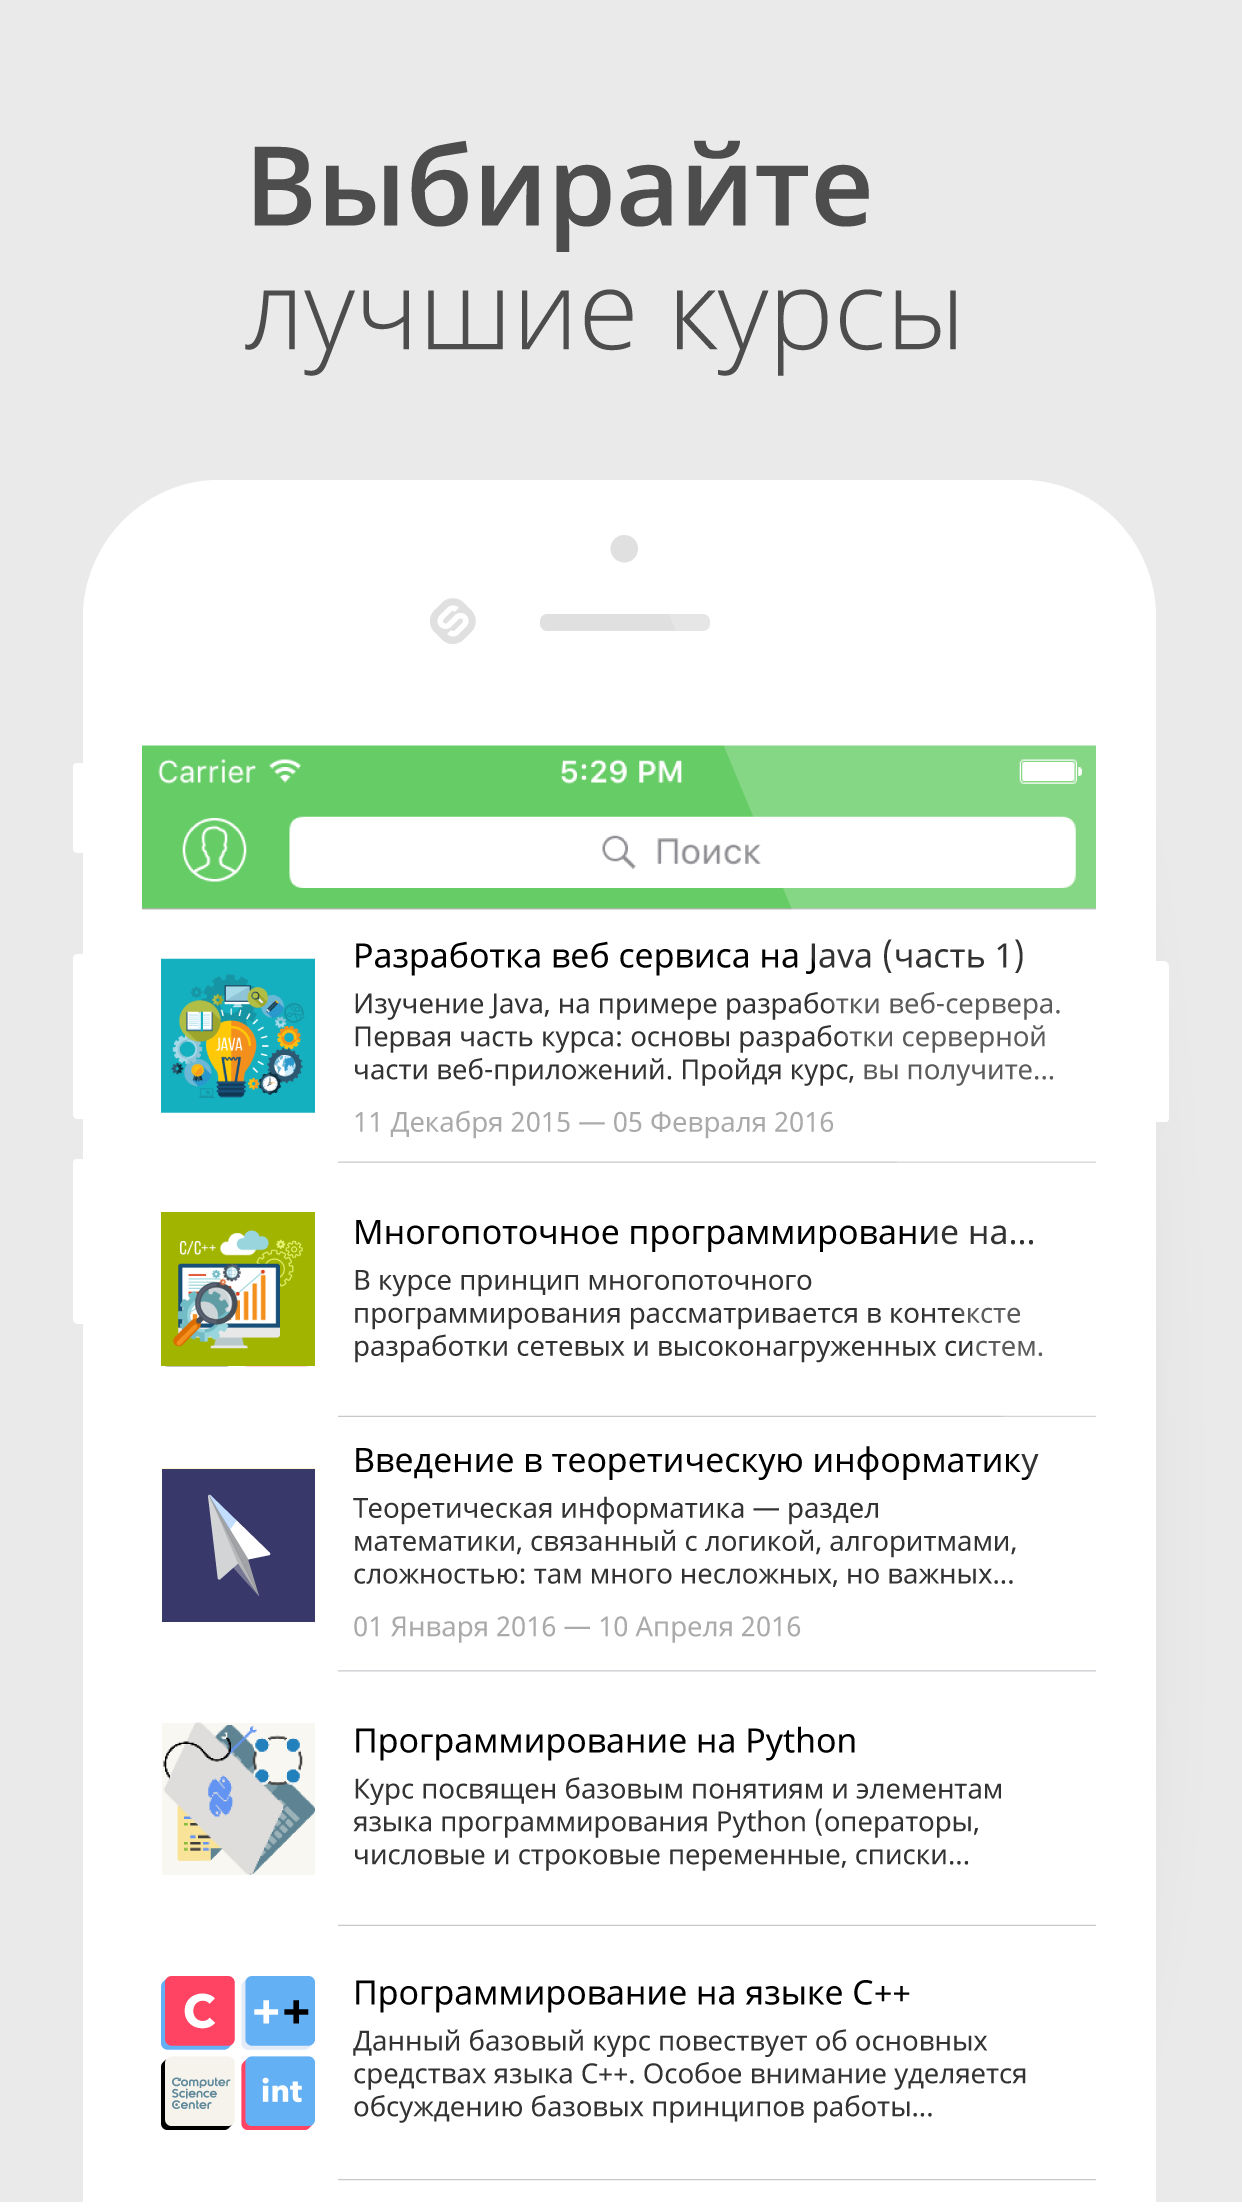 Выбирайте
лучшие курсы
Carrier 5:29 PM
Поиск
Разработка веб сервиса на Java (часть 1)
Изучение Java, на примере разработки веб-сервера.
Первая часть курса: основы разработки серверной
части веб-приложений. Пройдя курс, вы получите...
11 Декабря 2015 — 05 Февраля 2016
JAVA
Многопоточное программирование на...
В курсе принцип многопоточного
программирования рассматривается в контексте
разработки сетевых и высоконагруженных систем.
C/C++
Введение в теоретическую информатику
Теоретическая информатика — раздел
математики, связанный с логикой, алгоритмами,
сложностью: там много несложных, но важных...
01 Января 2016 — 10 Апреля 2016
Программирование на Python
Курс посвящен базовым понятиям и элементам
языка программирования Python (операторы,
числовые и строковые переменные, списки...
Программирование на языке C++
Данный базовый курс повествует об основных
средствах языка C++. Особое внимание уделяется
обсуждению базовых принципов работы...
C ++
Computer
Science
Center
int